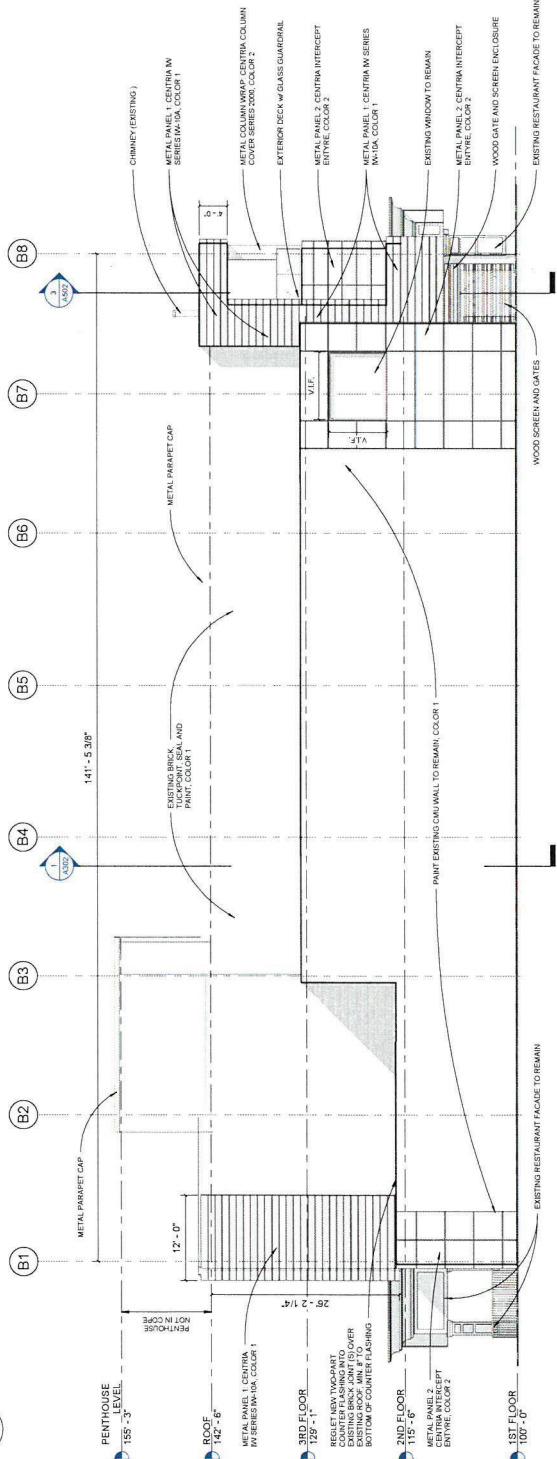 B1
B2
B3
B4
B5
B6
B7
B8
1
A302
3
A502
141' - 5 3/8"
PENTHOUSE
LEVEL
155' - 3"
PENTHOUSE
NOT IN COPE
ROOF
142' - 6"
METAL PANEL 1: CENTRIA
IW SERIES IW-10A, COLOR 1
26' - 2 1/4"
12' - 0"
3RD FLOOR
129' - 1"
REGLET NEW TWO-PART
COUNTER FLASHING INTO
EXISTING BRICK JOINT (S) OVER
EXISTING ROOF, MIN. 8" TO
BOTTOM OF COUNTER FLASHING
2ND FLOOR
115' - 6"
METAL PANEL 2:
CENTRIA INTERCEPT
ENTYRE, COLOR 2
1ST FLOOR
100' - 0"
METAL PARAPET CAP
EXISTING BRICK,
TUCKPOINT, SEAL AND
PAINT, COLOR 1
METAL PARAPET CAP
PAINT EXISTING CMU WALL TO REMAIN, COLOR 1
EXISTING RESTAURANT FACADE TO REMAIN
V.I.F.
V.I.F.
4' - 0"
CHIMNEY (EXISTING )
METAL PANEL 1: CENTRIA IW
SERIES IW-10A, COLOR 1
METAL COLUMN WRAP: CENTRIA COLUMN
COVER SERIES 2000, COLOR 2
EXTERIOR DECK w/ GLASS GUARDRAIL
METAL PANEL 2: CENTRIA INTERCEPT
ENTYRE, COLOR 2
METAL PANEL 1: CENTRIA IW SERIES
IW-10A, COLOR 1
EXISTING WINDOW TO REMAIN
METAL PANEL 2: CENTRIA INTERCEPT
ENTYRE, COLOR 2
WOOD GATE AND SCREEN ENCLOSURE
EXISTING RESTAURANT FACADE TO REMAIN
WOOD SCREEN AND GATES